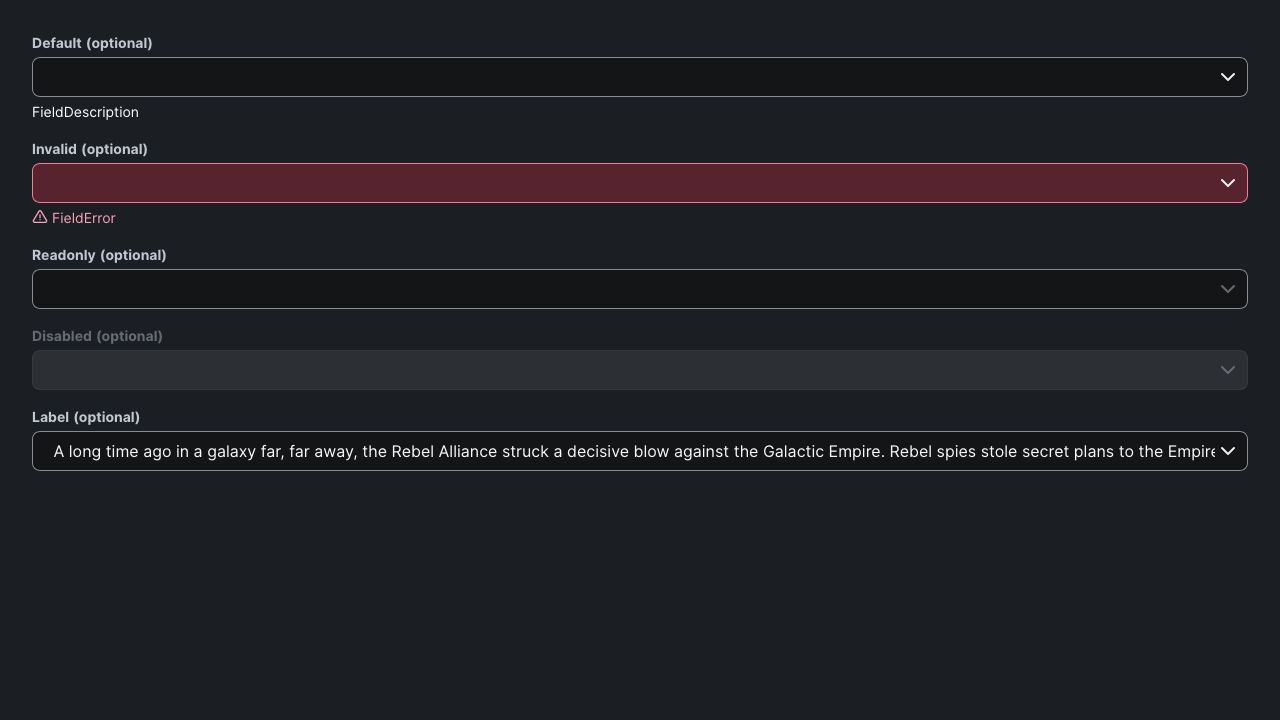 Default (optional)
FieldDescription
Invalid (optional)
FieldError
Readonly (optional)
Disabled (optional)
Label (optional)
A long time ago in a galaxy far, far away, the Rebel Alliance struck a decisive blow against the Galactic Empire. Rebel spies stole secret plans to the Empire